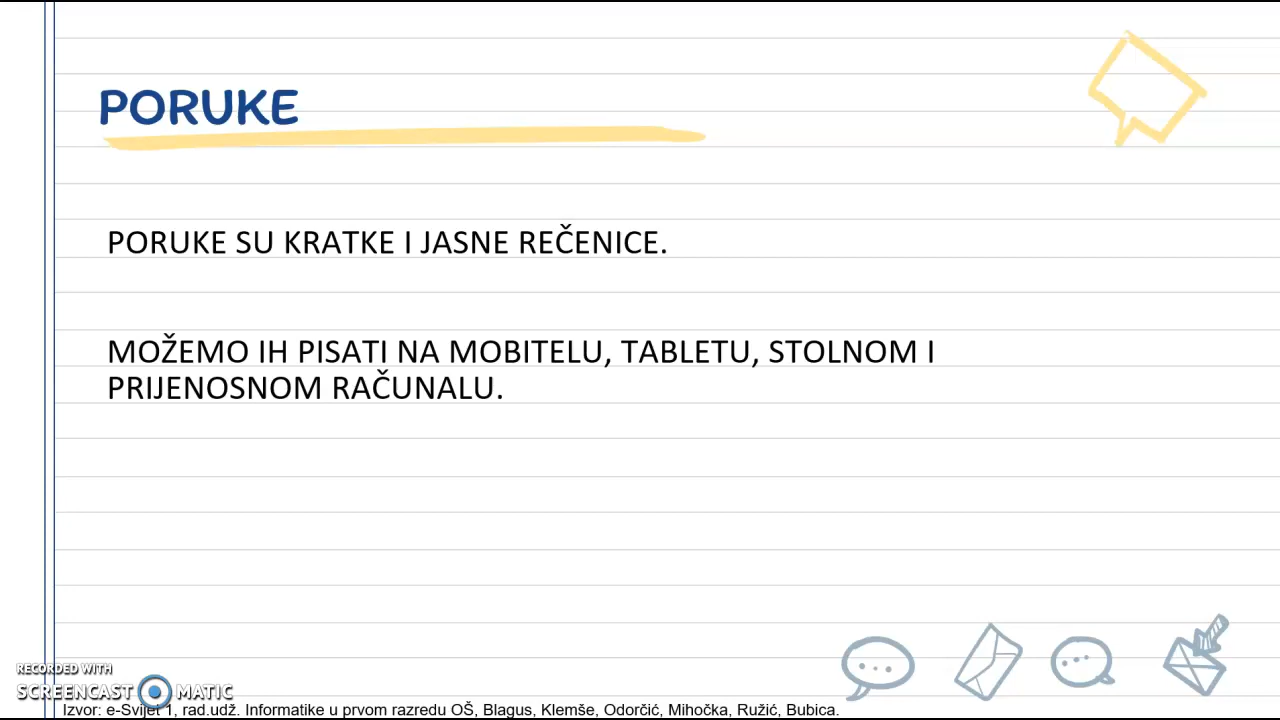 PORUKE
PORUKE SU KRATKE I JASNE REČENICE.
MOŽEMO IH PISATI NA MOBITELU, TABLETU, STOLNOM I
PRIJENOSNOM RAČUNALU.
RECORDED WITH
SCREENCAST MATIC
Izvor: e-Svijet 1, rad.udž. Informatike u prvom razredu OŠ, Blagus, Klemše, Odorčić, Mihočka, Ružić, Bubica.